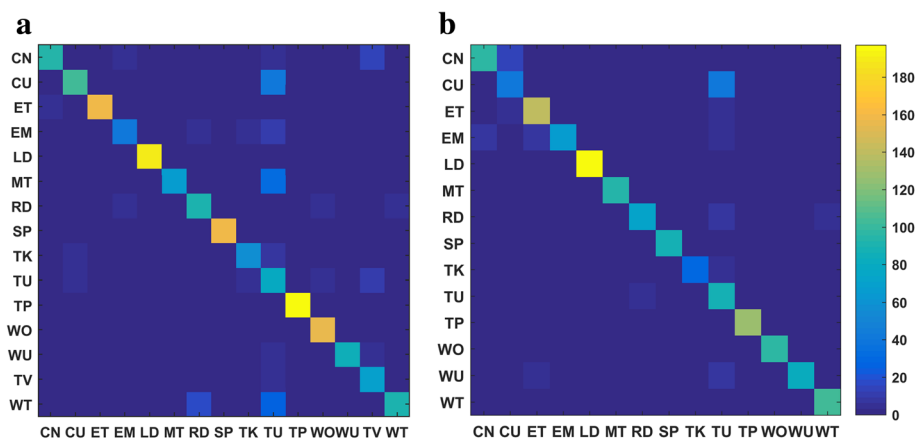 a
CN
CU
ET
EM
LD
MT
RD
SP
TK
TU
TP
WO
WU
TV
WT
CN CU ET EM LD MT RD SP TK TU TP WO WU TV WT
b
CN
CU
ET
EM
LD
MT
RD
SP
TK
TU
TP
WO
WU
WT
CN CU ET EM LD MT RD SP TK TU TP WO WU WT
180
160
140
120
100
80
60
40
20
0